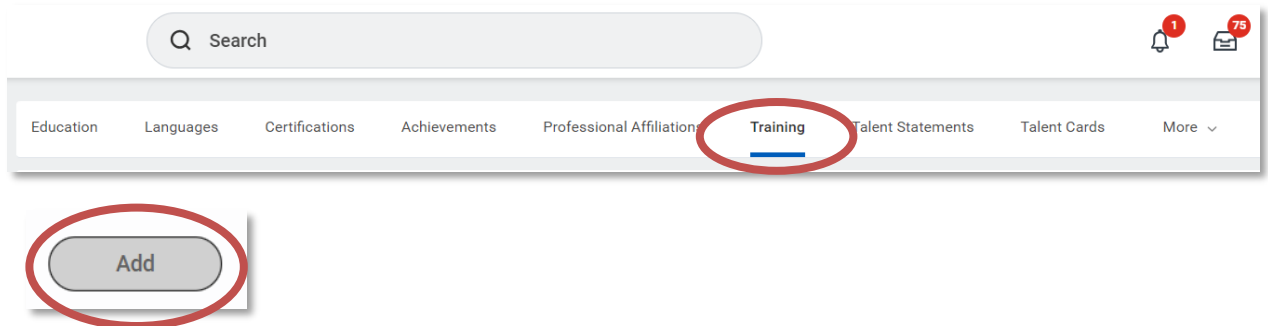 Search
1
75
Education Languages Certifications Achievements Professional Affiliations Training Talent Statements Talent Cards More
Add